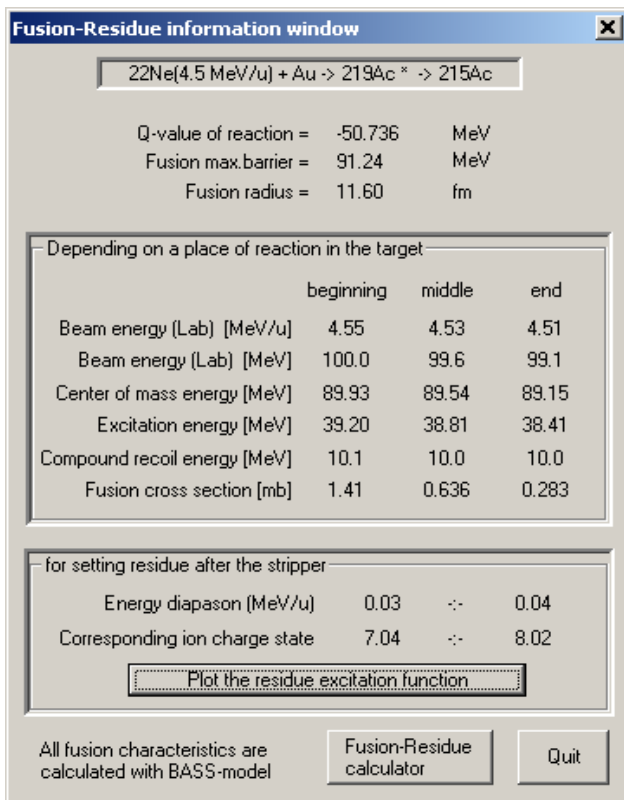 Fusion-Residue information window
22Ne(4.5 MeV/u) + Au -> 219Ac * -> 215Ac
Q-value of reaction = -50.736 MeV
Fusion max.barrier = 91.24 MeV
Fusion radius = 11.60 fm
Depending on a place of reaction in the target
beginning middle end
Beam energy (Lab) [MeV/u] 4.55 4.53 4.51
Beam energy (Lab) [MeV] 100.0 99.6 99.1
Center of mass energy [MeV] 89.93 89.54 89.15
Excitation energy [MeV] 39.20 38.81 38.41
Compound recoil energy [MeV] 10.1 10.0 10.0
Fusion cross section [mb] 1.41 0.636 0.283
for setting residue after the stripper
Energy diapason (MeV/u) 0.03 -:- 0.04
Corresponding ion charge state 7.04 -:- 8.02
Plot the residue excitation function
All fusion characteristics are
calculated with BASS-model
Fusion-Residue
calculator
Quit